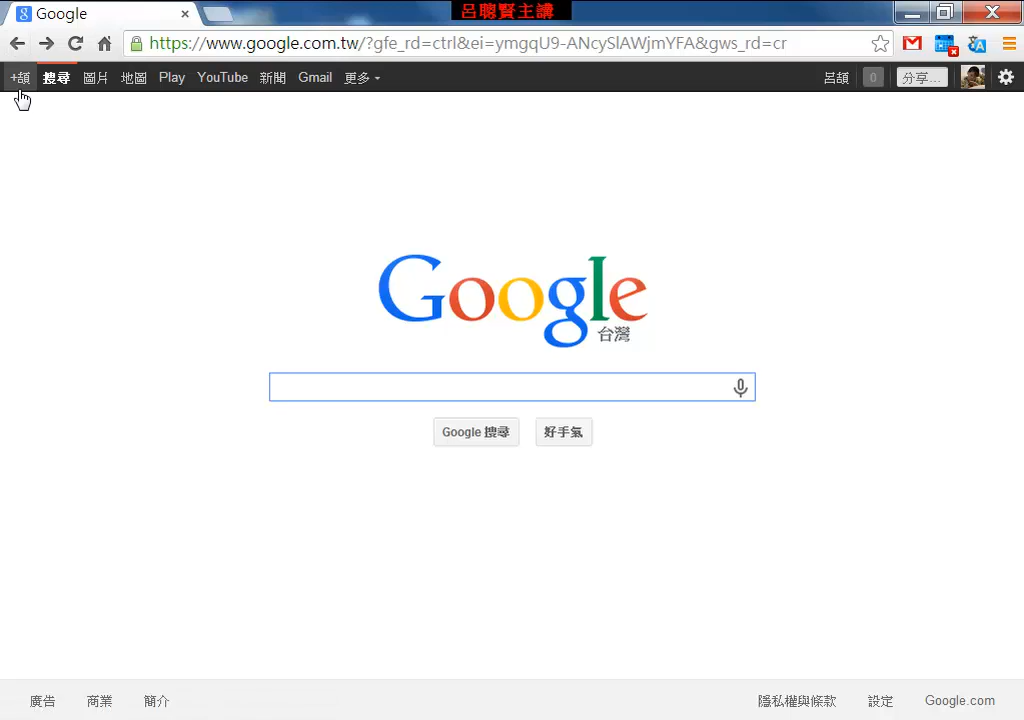 呂聰賢主講
Google
https://www.google.com.tw/?gfe_rd=ctrl&ei=ymgqU9-ANcySlAWjmYFA&gws_rd=cr
+頡 搜尋 圖片 地圖 Play YouTube 新聞 Gmail 更多 呂頡 0 分享...
Google
台灣
Google 搜尋 好手氣
廣告 商業 簡介 隱私權與條款 設定 Google.com